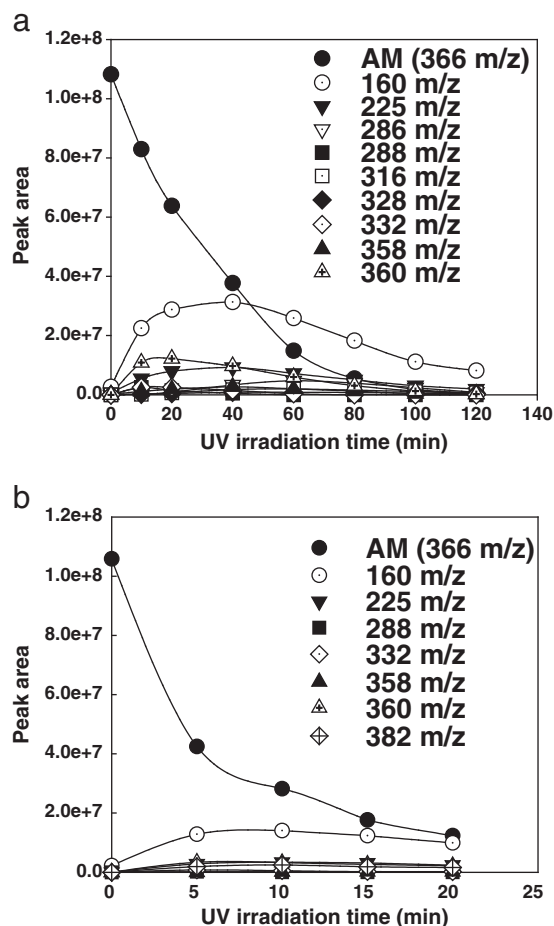 a
1.2e+8
1.0e+8
8.0e+7
6.0e+7
4.0e+7
2.0e+7
0.0
Peak area
0 20 40 60 80 100 120 140
UV irradiation time (min)
AM (366 m/z)
160 m/z
225 m/z
286 m/z
288 m/z
316 m/z
328 m/z
332 m/z
358 m/z
360 m/z
b
1.2e+8
1.0e+8
8.0e+7
6.0e+7
4.0e+7
2.0e+7
0.0
Peak area
0 5 10 15 20 25
UV irradiation time (min)
AM (366 m/z)
160 m/z
225 m/z
288 m/z
332 m/z
358 m/z
360 m/z
382 m/z